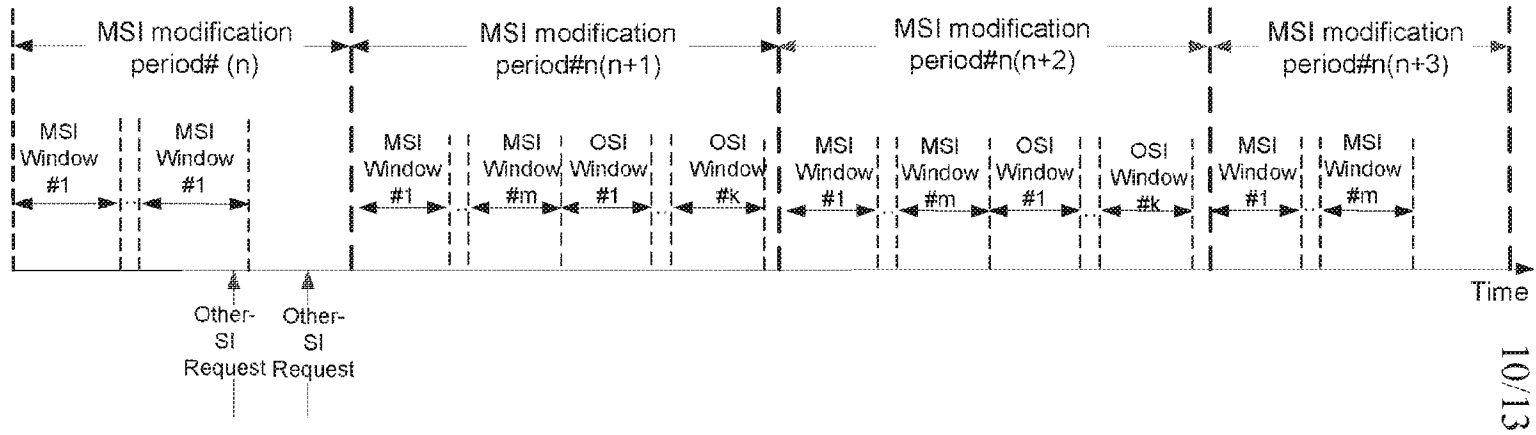 MSI modification
period# (n)
MSI modification
period#n(n+1)
MSI modification
period#n(n+2)
MSI modification
period#n(n+3)
MSI
Window
#1
MSI
Window
#1
MSI
Window
#1
MSI
Window
#m
OSI
Window
#1
OSI
Window
#k
MSI
Window
#1
MSI
Window
#m
OSI
Window
#1
OSI
Window
#k
MSI
Window
#1
MSI
Window
#m
Time
Other-
SI
Request
Other-
SI
Request
10/13